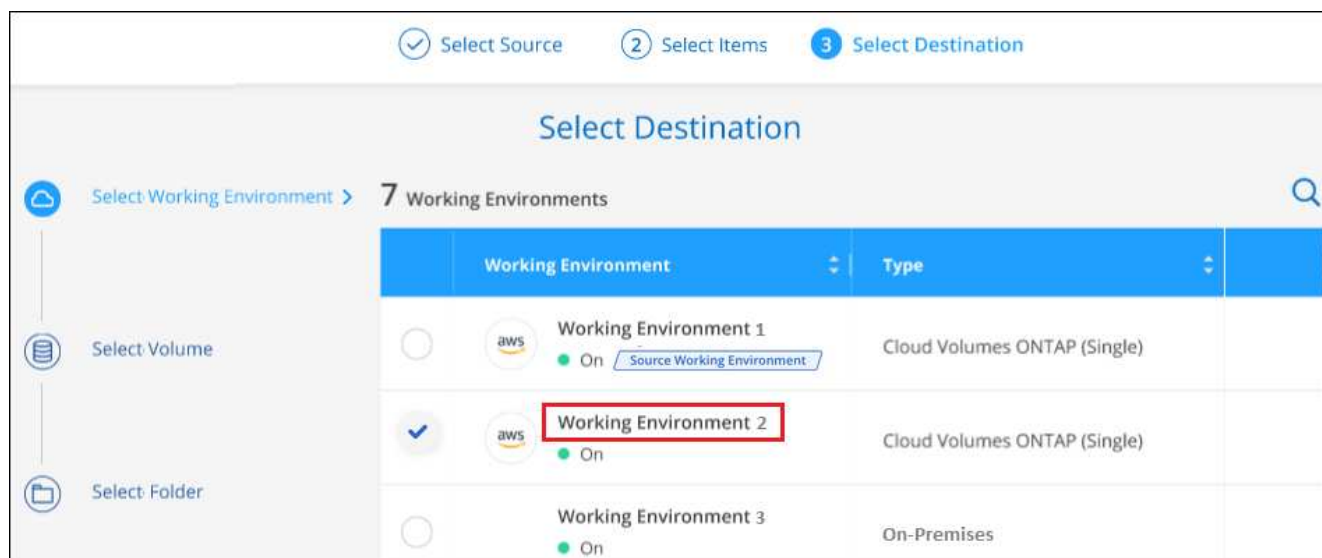 Select Source
2 Select Items
3 Select Destination
Select Destination
Select Working Environment >
7 Working Environments
Working Environment
Type
Working Environment 1
aws
On Source Working Environment
Cloud Volumes ONTAP (Single)
Select Volume
Working Environment 2
aws
On
Cloud Volumes ONTAP (Single)
Select Folder
Working Environment 3
On
On-Premises